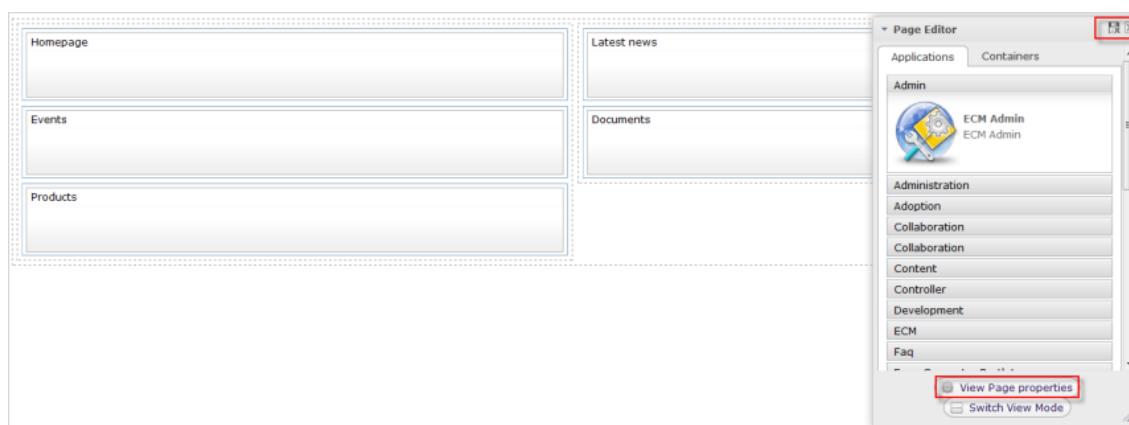 Homepage
Latest news
Events
Documents
Products
Page Editor
Applications Containers
Admin
ECM Admin
ECM Admin
Administration
Adoption
Collaboration
Collaboration
Content
Controller
Development
ECM
Faq
View Page properties
Switch View Mode